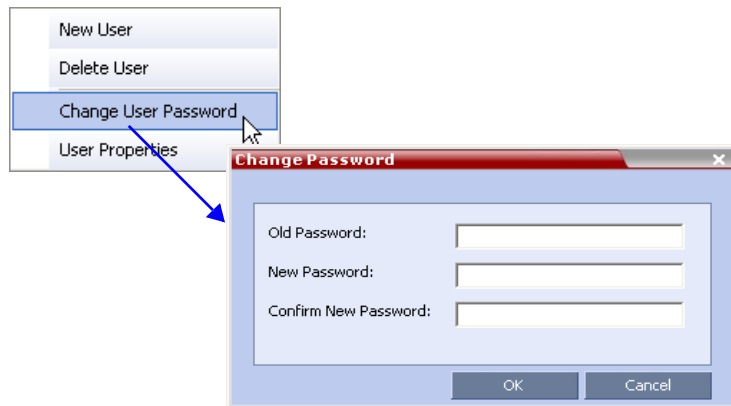 New User
Delete User
Change User Password
User Properties
Change Password
Old Password:
New Password:
Confirm New Password:
OK Cancel